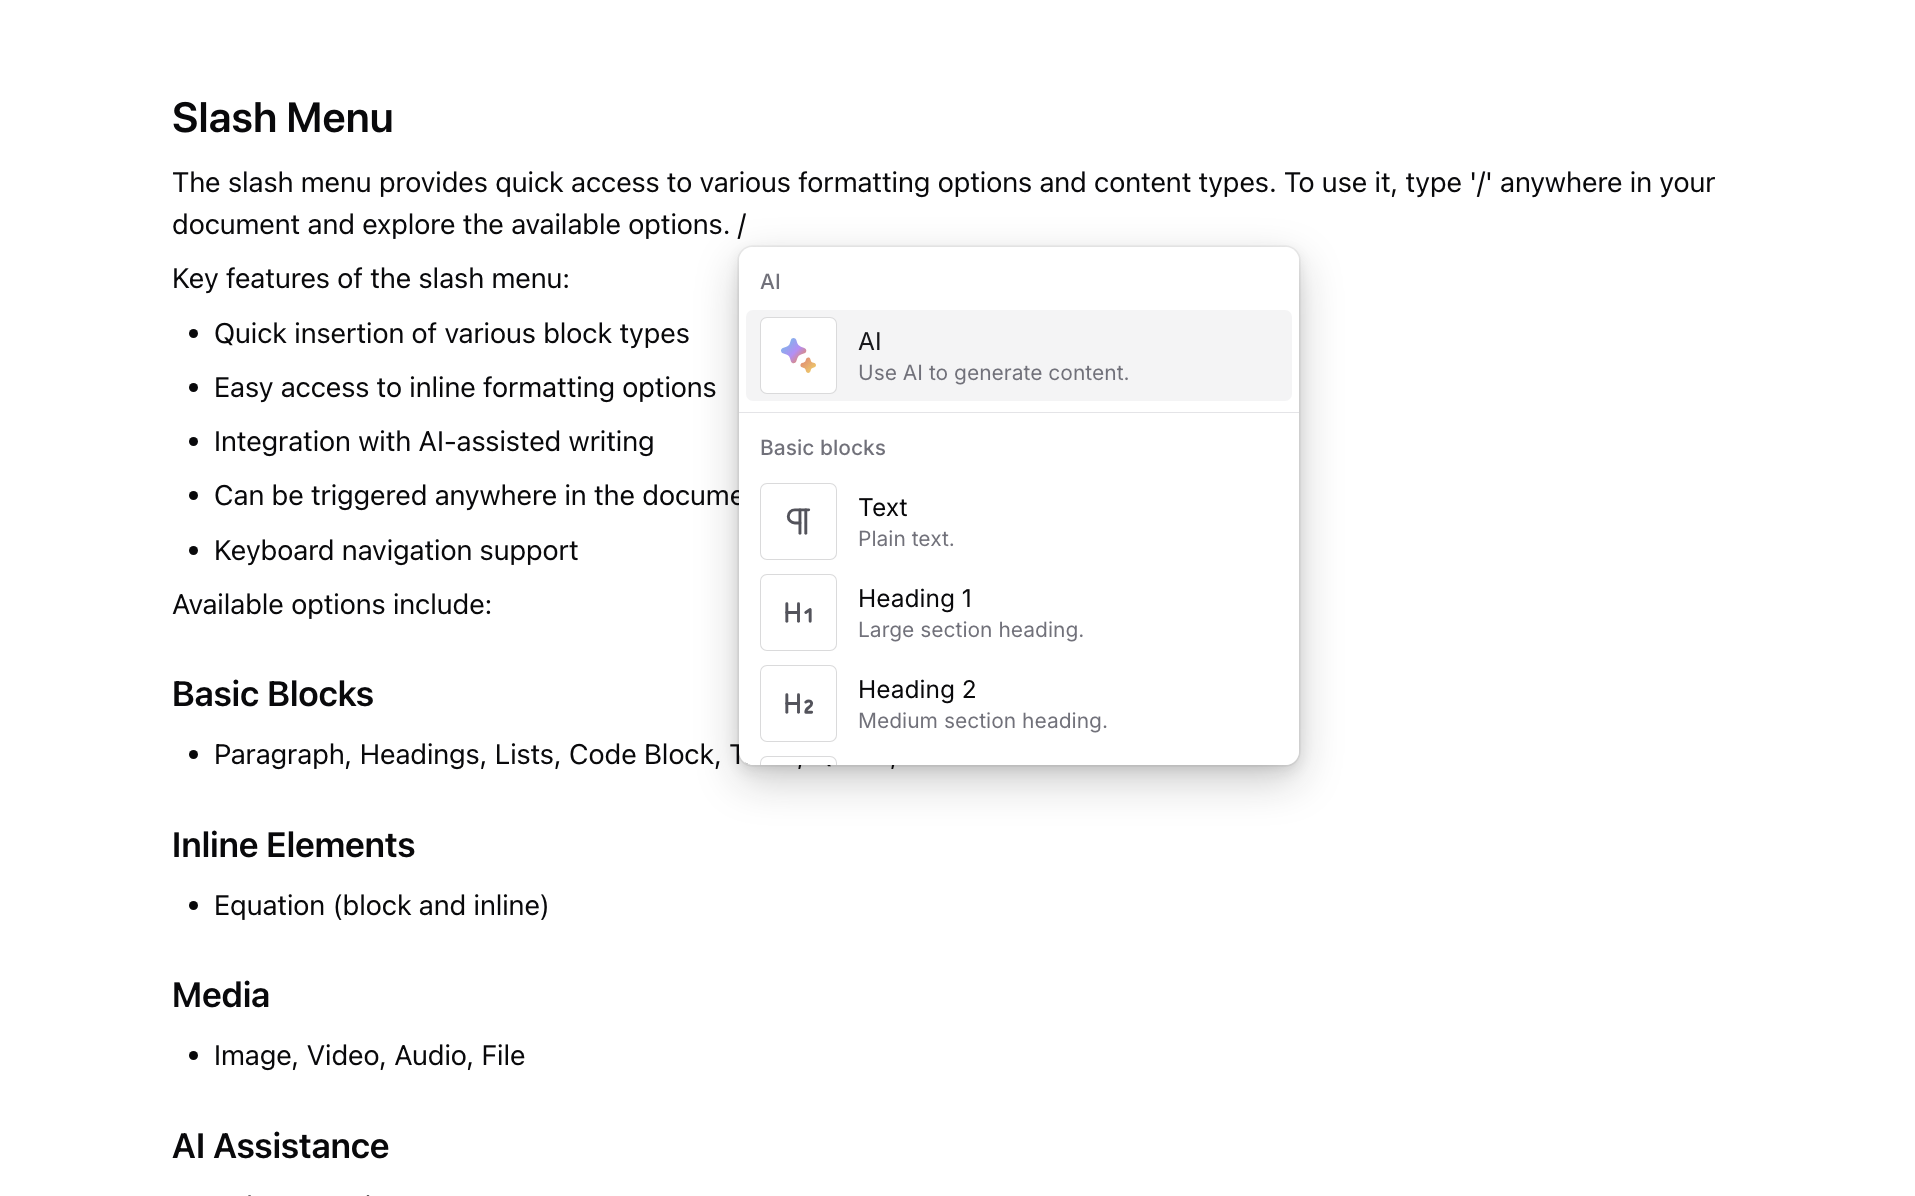 Slash Menu
The slash menu provides quick access to various formatting options and content types. To use it, type '/' anywhere in your
document and explore the available options. /
Key features of the slash menu:
Quick insertion of various block types
Easy access to inline formatting options
Integration with AI-assisted writing
Can be triggered anywhere in the
Keyboard navigation support
Available options include:
Basic Blocks
Paragraph, Headings, Lists, Code Block,
Inline Elements
Equation (block and inline)
Media
Image, Video, Audio, File
AI Assistance
AI
AI
Use AI to generate content.
Basic blocks
Text
Plain text.
H1
Heading 1
Large section heading.
H2
Heading 2
Medium section heading.